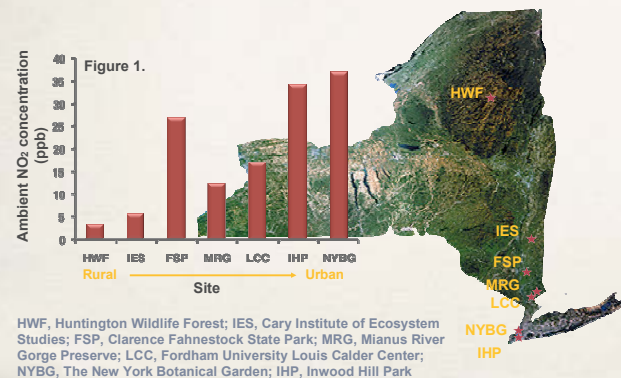 Figure 1.
Ambient NO₂ concentration
(ppb)
40
35
30
25
20
15
10
5
0
HWF IES FSP MRG LCC IHP NYBG
Rural Urban
Site
HWF
IES
FSP
MRG
LCC
NYBG
IHP
HWF, Huntington Wildlife Forest; IES, Cary Institute of Ecosystem
Studies; FSP, Clarence Fahnestock State Park; MRG, Mianus River
Gorge Preserve; LCC, Fordham University Louis Calder Center;
NYBG, The New York Botanical Garden; IHP, Inwood Hill Park